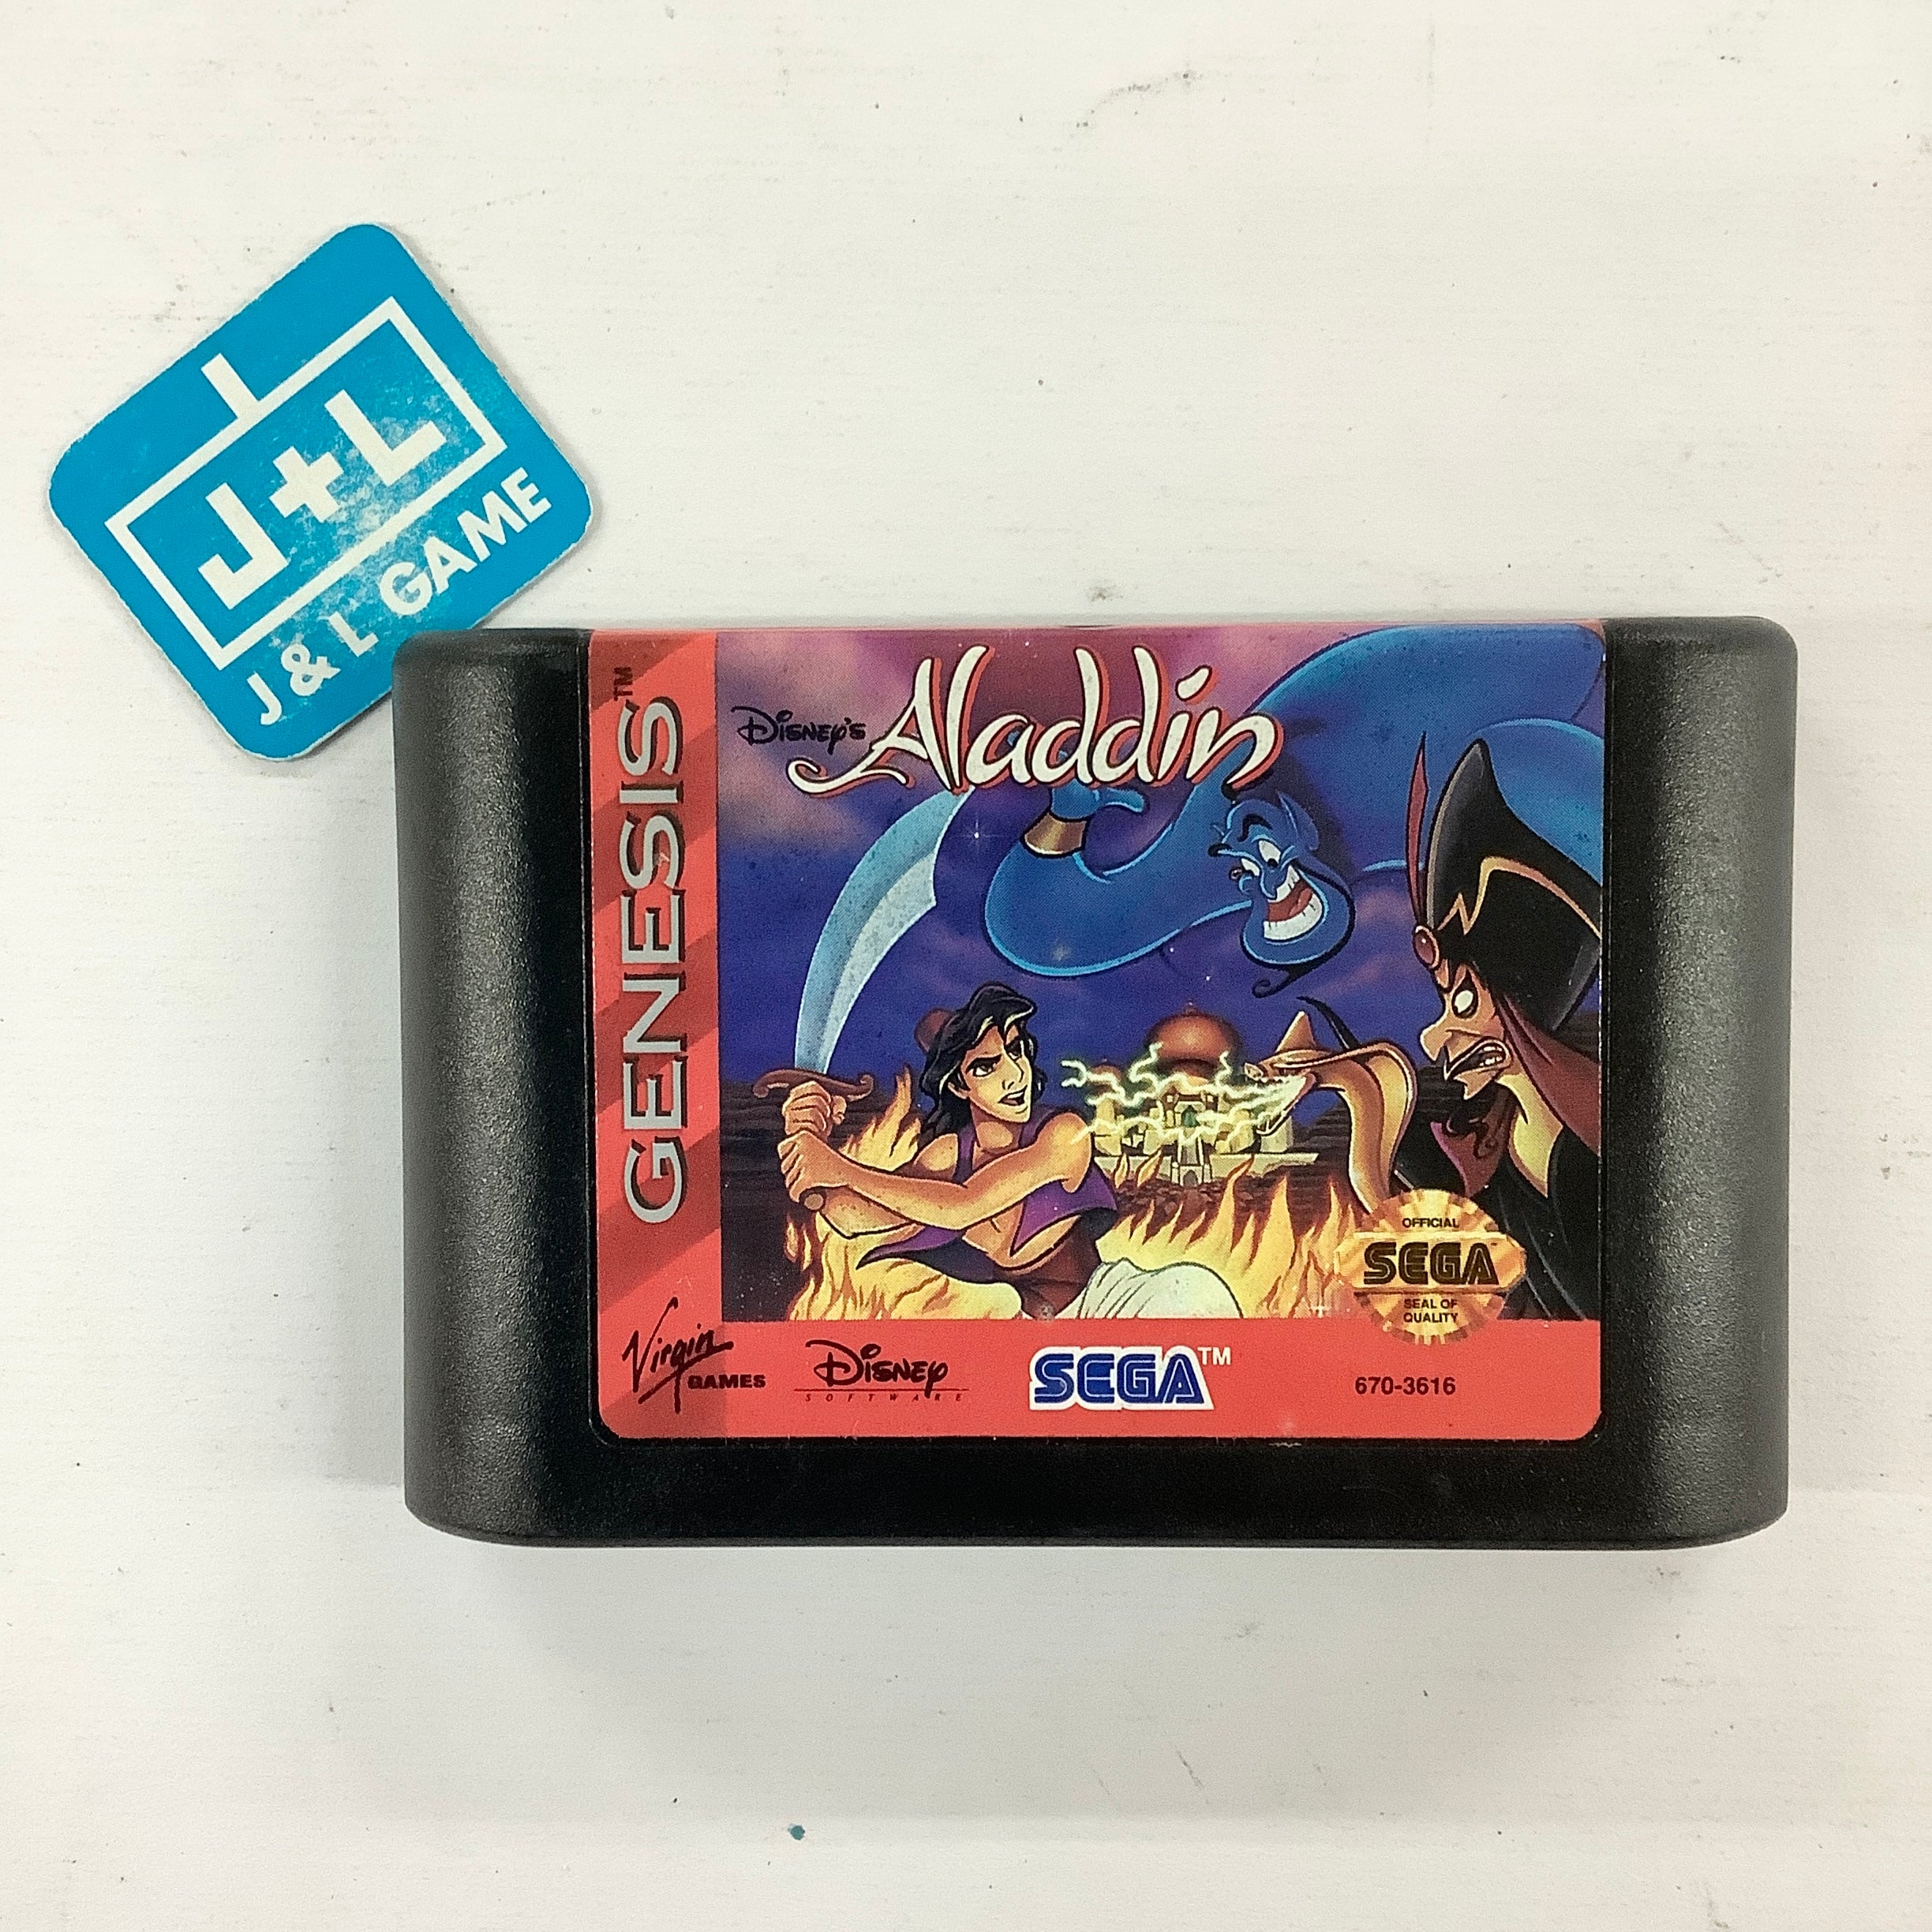 J+L
J & L GAME
GENESIS™
DISNEY'S Aladdin
OFFICIAL
SEGA
SEAL OF
QUALITY
Virgin
GAMES
DISNEY
SOFTWARE
SEGA™
670-3616